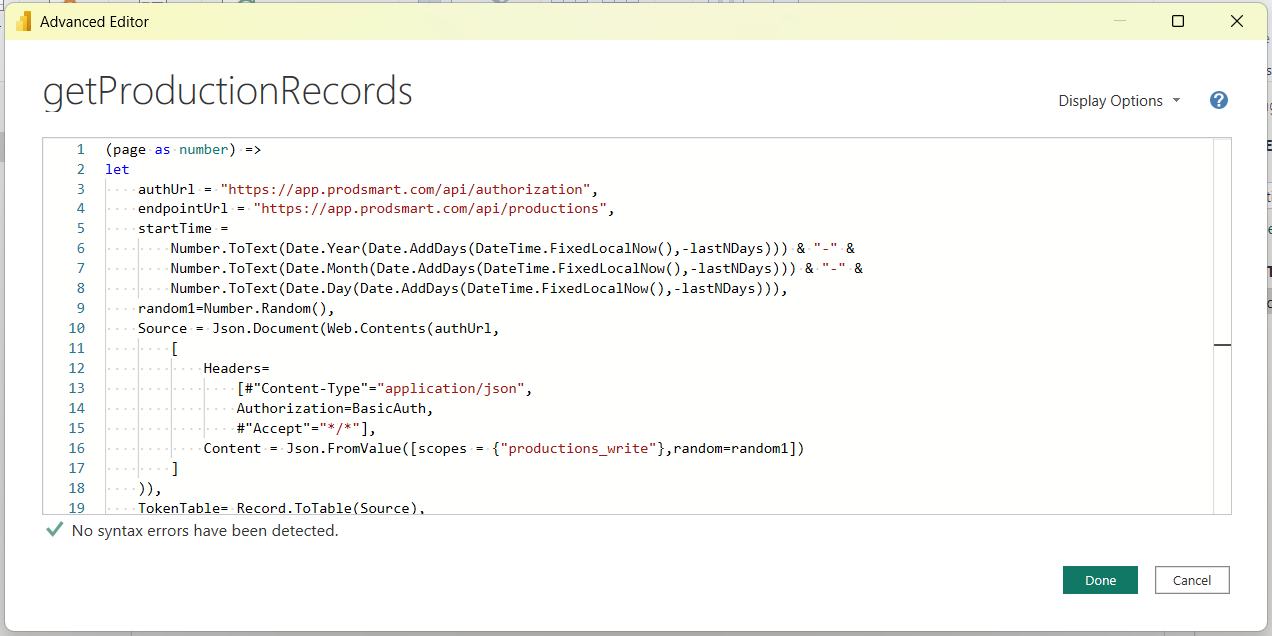 Advanced Editor
getProductionRecords
Display Options
?
1 (page as number) =>
2 let
3 authUrl = "https://app.prodsmart.com/api/authorization",
4 endpointUrl = "https://app.prodsmart.com/api/productions",
5 startTime =
6 Number.ToText(Date.Year(Date.AddDays(DateTime.FixedLocalNow(),-lastNDays))) & "-" &
7 Number.ToText(Date.Month(Date.AddDays(DateTime.FixedLocalNow(),-lastNDays))) & "-" &
8 Number.ToText(Date.Day(Date.AddDays(DateTime.FixedLocalNow(),-lastNDays))),
9 random1=Number.Random(),
10 Source = Json.Document(Web.Contents(authUrl,
11 [
12 Headers=
13 [#"Content-Type"="application/json",
14 Authorization=BasicAuth,
15 #"Accept"="*/*"],
16 Content = Json.FromValue([scopes = {"productions_write"},random=random1])
17 ]
18 )),
19 TokenTable= Record.ToTable(Source),
No syntax errors have been detected.
Done
Cancel